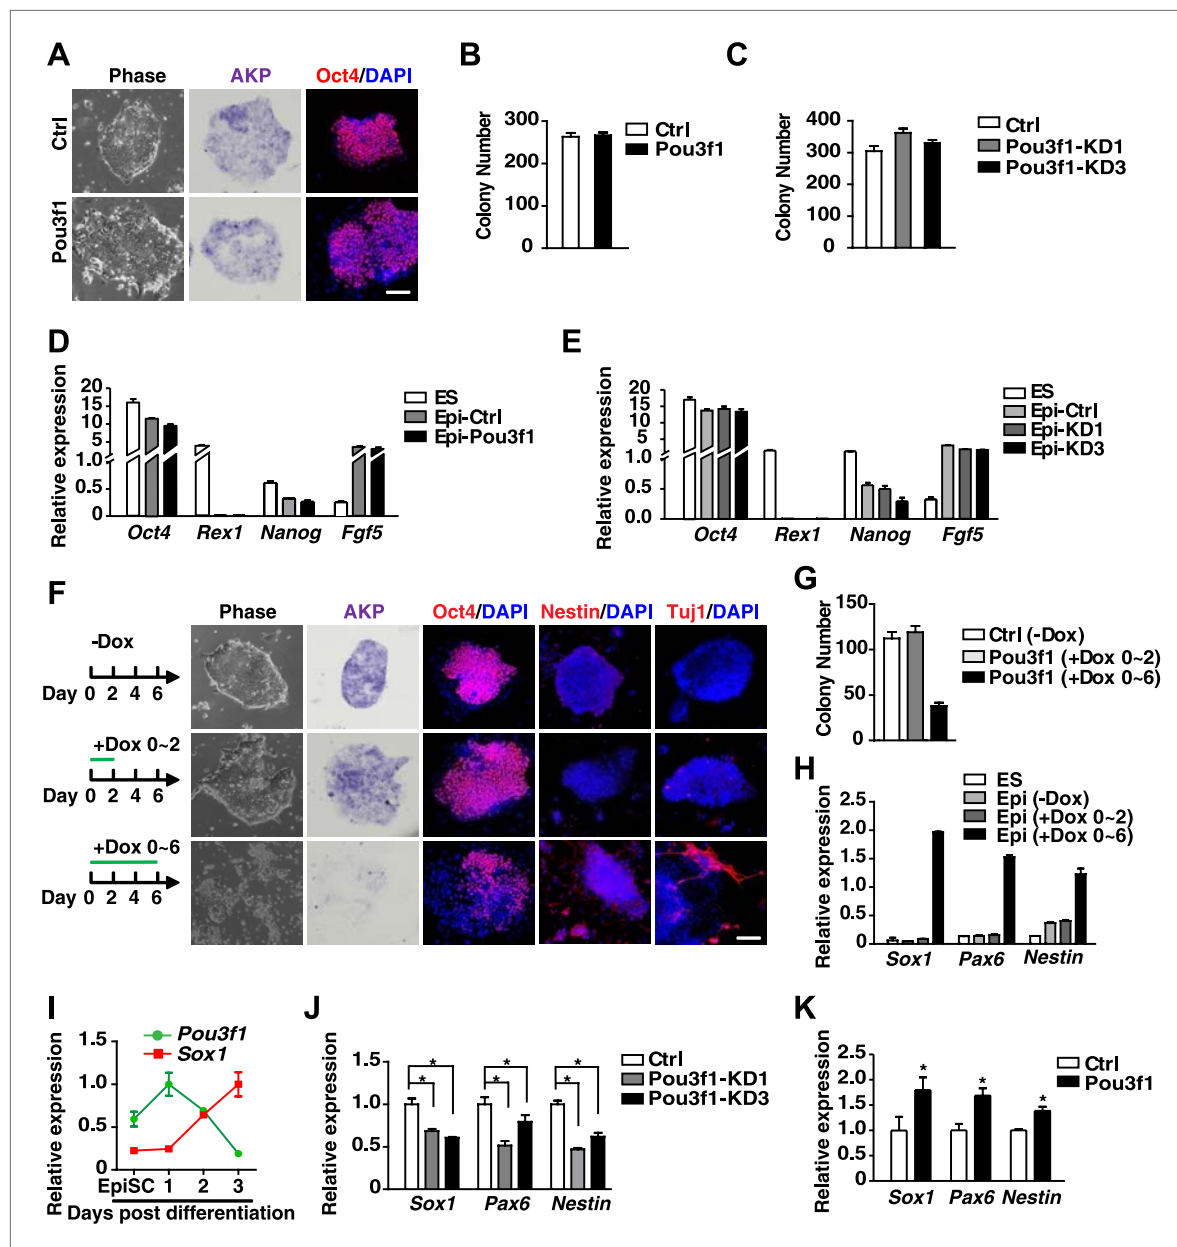 A
Phase AKP Oct4/DAPI
Ctrl
Pou3f1
B
Colony Number
300
200
100
0
Ctrl
Pou3f1
C
Colony Number
500
400
300
200
100
0
Ctrl
Pou3f1-KD1
Pou3f1-KD3
D
Relative expression
20
15
10
5
1.0
0.5
0
ES
Epi-Ctrl
Epi-Pou3f1
Oct4 Rex1 Nanog Fgf5
E
Relative expression
20
15
10
5
1.0
0.5
0.0
ES
Epi-Ctrl
Epi-KD1
Epi-KD3
Oct4 Rex1 Nanog Fgf5
F
Phase AKP Oct4/DAPI Nestin/DAPI Tuj1/DAPI
-Dox
Day 0 2 4 6
+Dox 0~2
Day 0 2 4 6
+Dox 0~6
Day 0 2 4 6
G
Colony Number
150
100
50
0
Ctrl (-Dox)
Pou3f1 (+Dox 0~2)
Pou3f1 (+Dox 0~6)
H
Relative expression
2.5
2.0
1.5
1.0
0.5
0
ES
Epi (-Dox)
Epi (+Dox 0~2)
Epi (+Dox 0~6)
Sox1 Pax6 Nestin
I
Relative expression
1.5
1.0
0.5
0
Pou3f1
Sox1
EpiSC 1 2 3
Days post differentiation
J
Relative expression
1.5
1.0
0.5
0.0
* * * * * *
Ctrl
Pou3f1-KD1
Pou3f1-KD3
Sox1 Pax6 Nestin
K
Relative expression
2.5
2.0
1.5
1.0
0.5
0.0
* * *
Ctrl
Pou3f1
Sox1 Pax6 Nestin